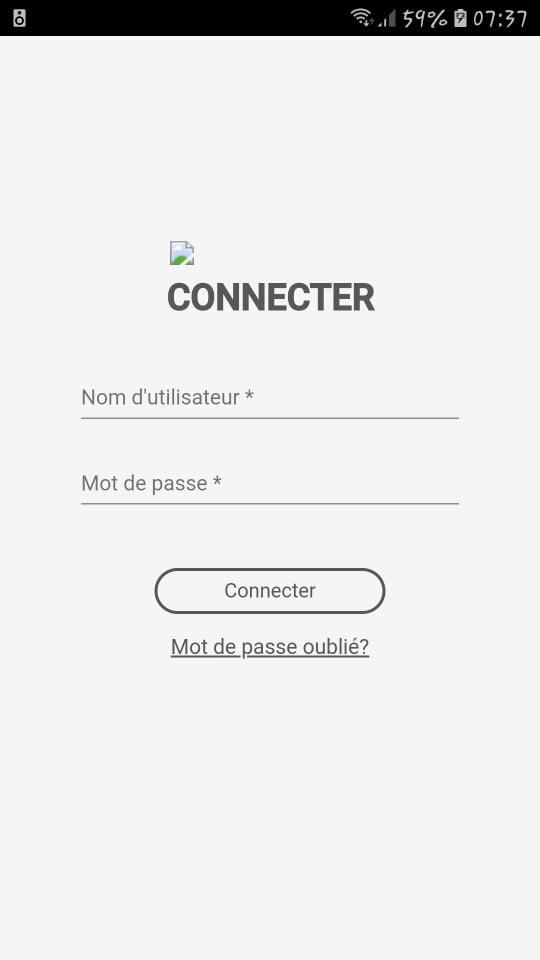 59% 07:37
CONNECTER
Nom d'utilisateur *
Mot de passe *
Connecter
Mot de passe oublié?